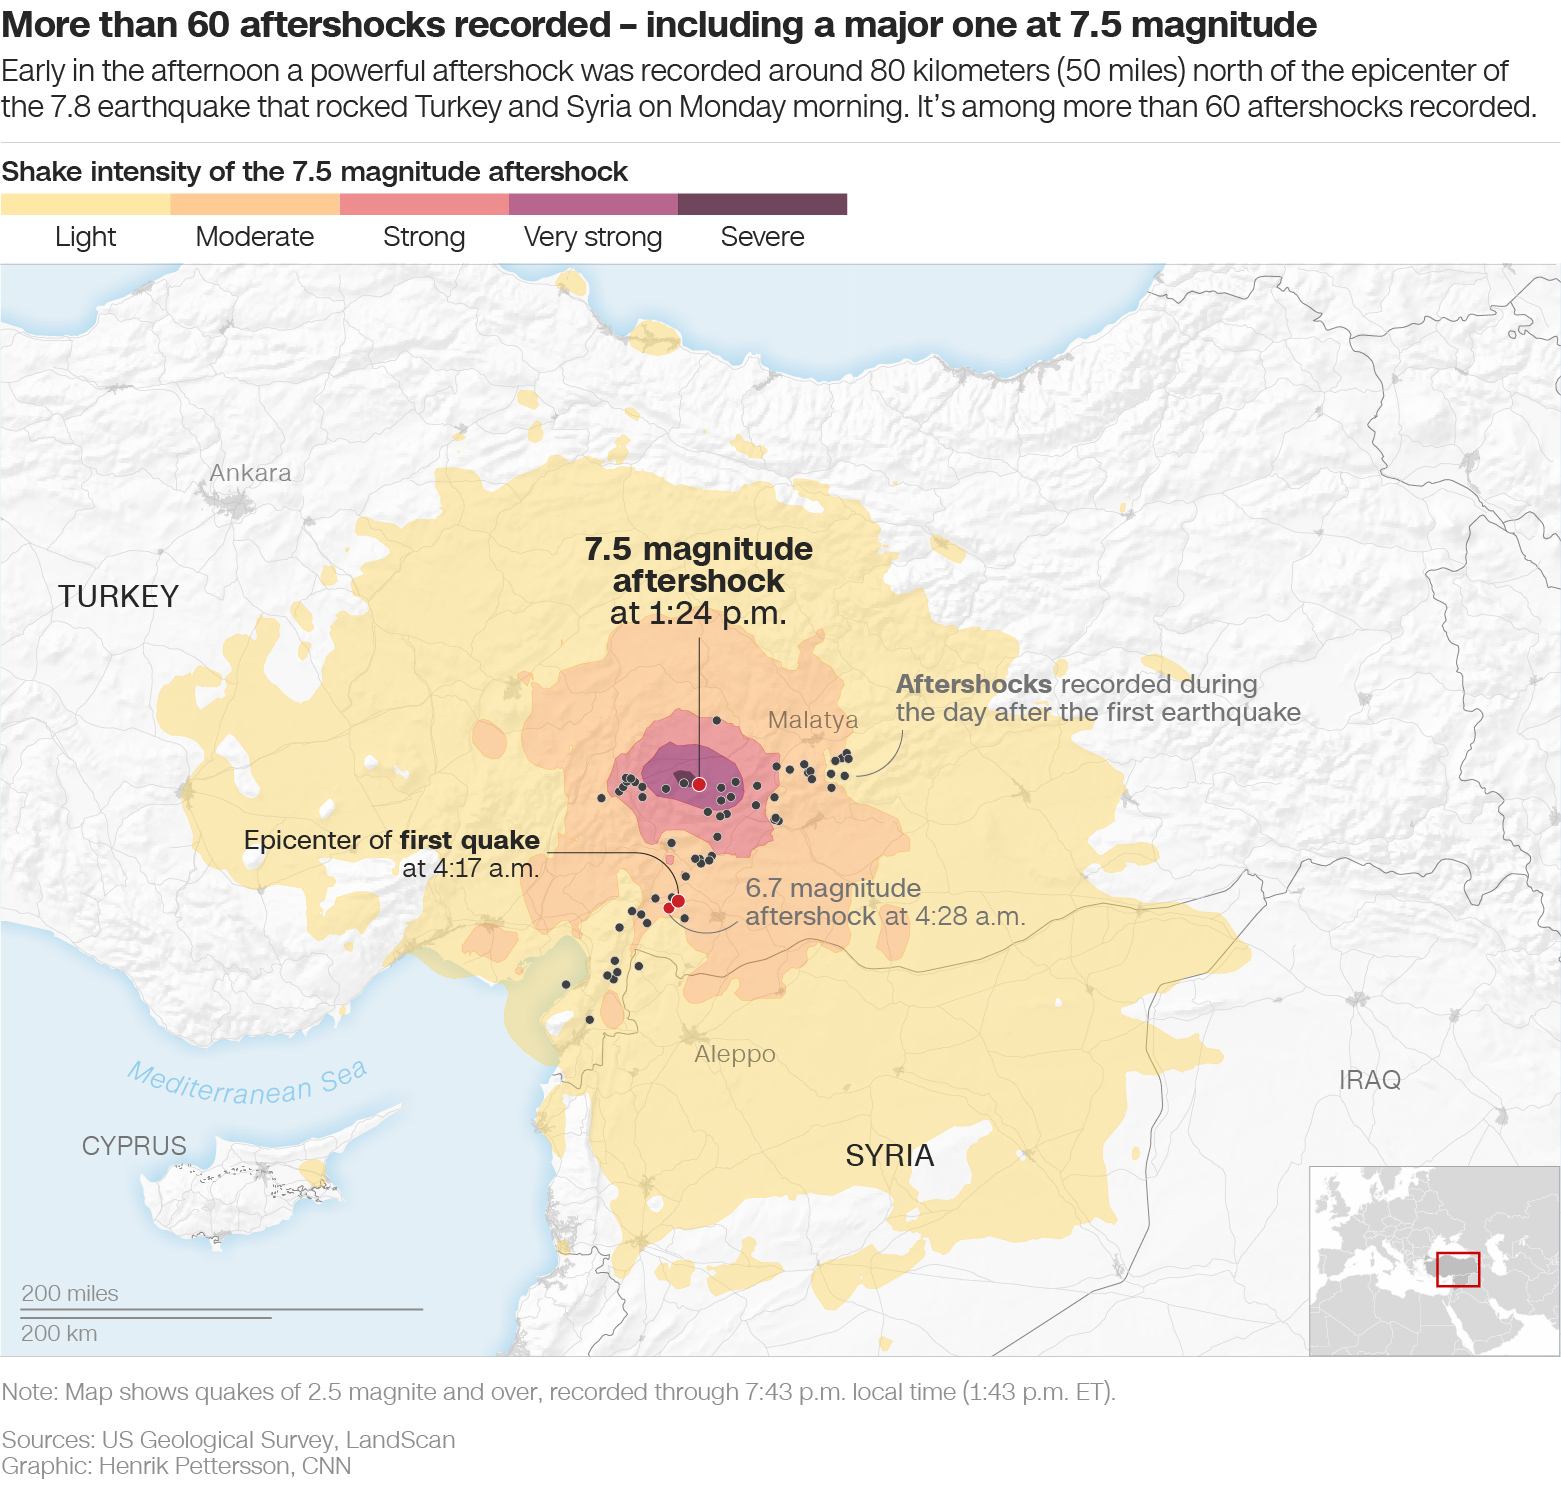 More than 60 aftershocks recorded – including a major one at 7.5 magnitude
Early in the afternoon a powerful aftershock was recorded around 80 kilometers (50 miles) north of the epicenter of
the 7.8 earthquake that rocked Turkey and Syria on Monday morning. It’s among more than 60 aftershocks recorded.
Shake intensity of the 7.5 magnitude aftershock
Light
Moderate
Strong
Very strong
Severe
Ankara
TURKEY
7.5 magnitude
aftershock
at 1:24 p.m.
Aftershocks recorded during
the day after the first earthquake
Malatya
Epicenter of first quake
at 4:17 a.m.
6.7 magnitude
aftershock at 4:28 a.m.
Aleppo
Mediterranean Sea
IRAQ
CYPRUS
SYRIA
200 miles
200 km
Note: Map shows quakes of 2.5 magnite and over, recorded through 7:43 p.m. local time (1:43 p.m. ET).
Sources: US Geological Survey, LandScan
Graphic: Henrik Pettersson, CNN